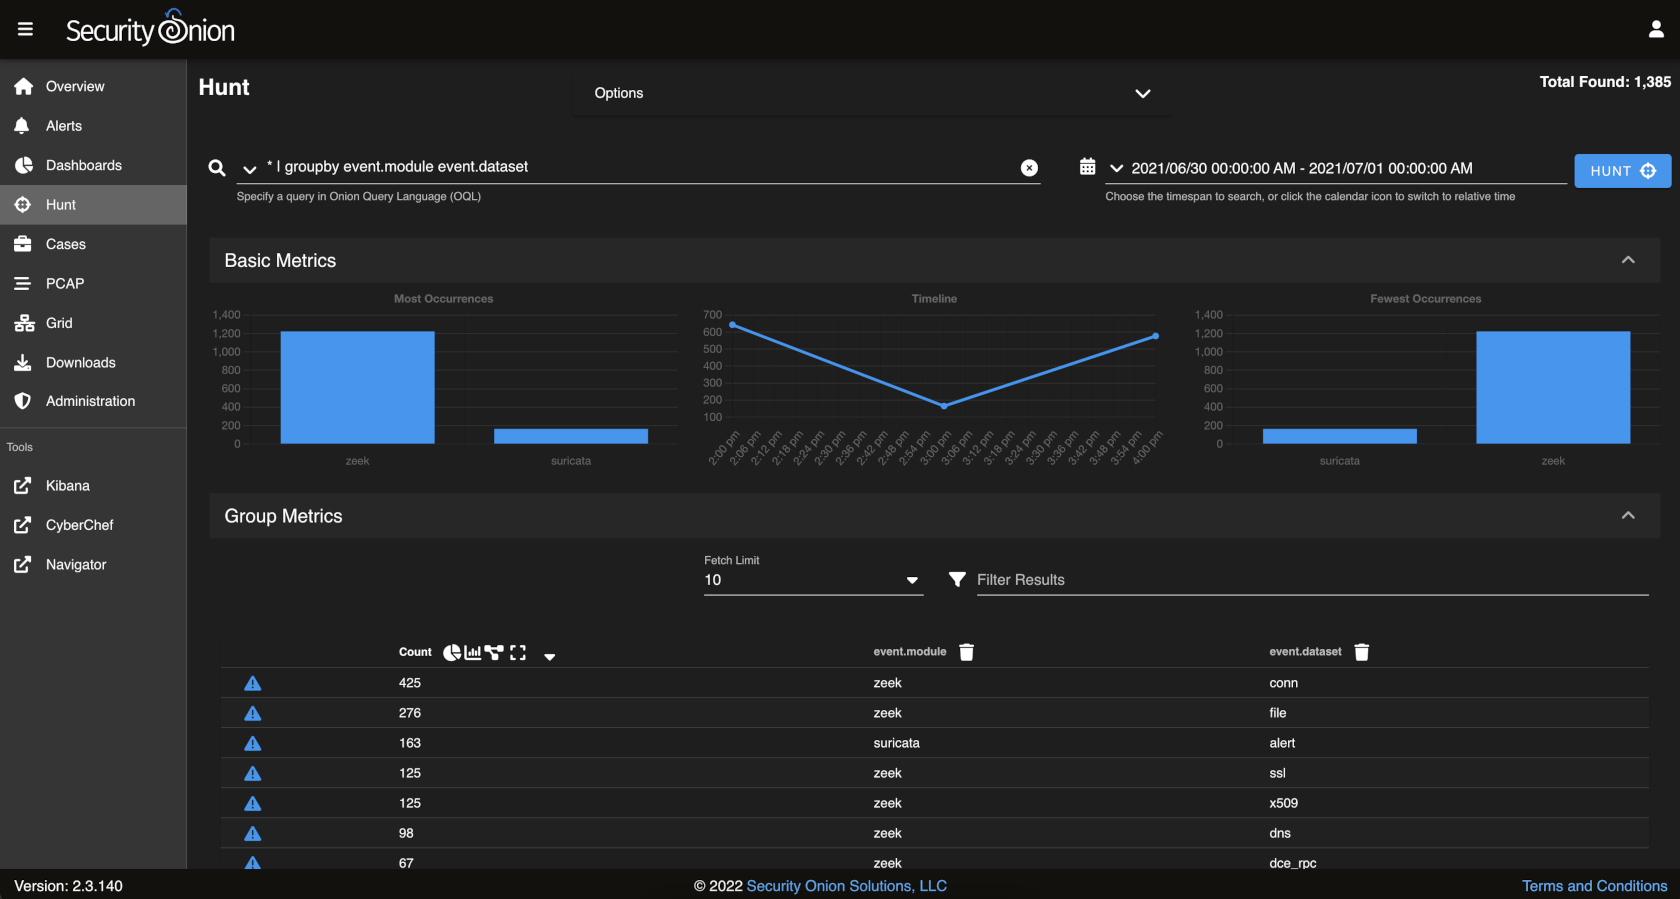 Security Onion
Overview
Alerts
Dashboards
Hunt
Cases
PCAP
Grid
Downloads
Administration
Tools
Kibana
CyberChef
Navigator
Hunt
Options
Total Found: 1,385
* | groupby event.module event.dataset
Specify a query in Onion Query Language (OQL)
2021/06/30 00:00:00 AM - 2021/07/01 00:00:00 AM
Choose the timespan to search, or click the calendar icon to switch to relative time
HUNT
Basic Metrics
Most Occurrences
1,400
1,200
1,000
800
600
400
200
0
zeek
suricata
Timeline
700
600
500
400
300
200
100
2:00 pm
2:06 pm
2:12 pm
2:18 pm
2:24 pm
2:30 pm
2:36 pm
2:42 pm
2:48 pm
2:54 pm
3:00 pm
3:06 pm
3:12 pm
3:18 pm
3:24 pm
3:30 pm
3:36 pm
3:42 pm
3:48 pm
3:54 pm
4:00 pm
Fewest Occurrences
1,400
1,200
1,000
800
600
400
200
0
suricata
zeek
Group Metrics
Fetch Limit
10
Filter Results
Count event.module event.dataset
425 zeek conn
276 zeek file
163 suricata alert
125 zeek ssl
125 zeek x509
98 zeek dns
67 zeek dce_rpc
Version: 2.3.140
© 2022 Security Onion Solutions, LLC
Terms and Conditions